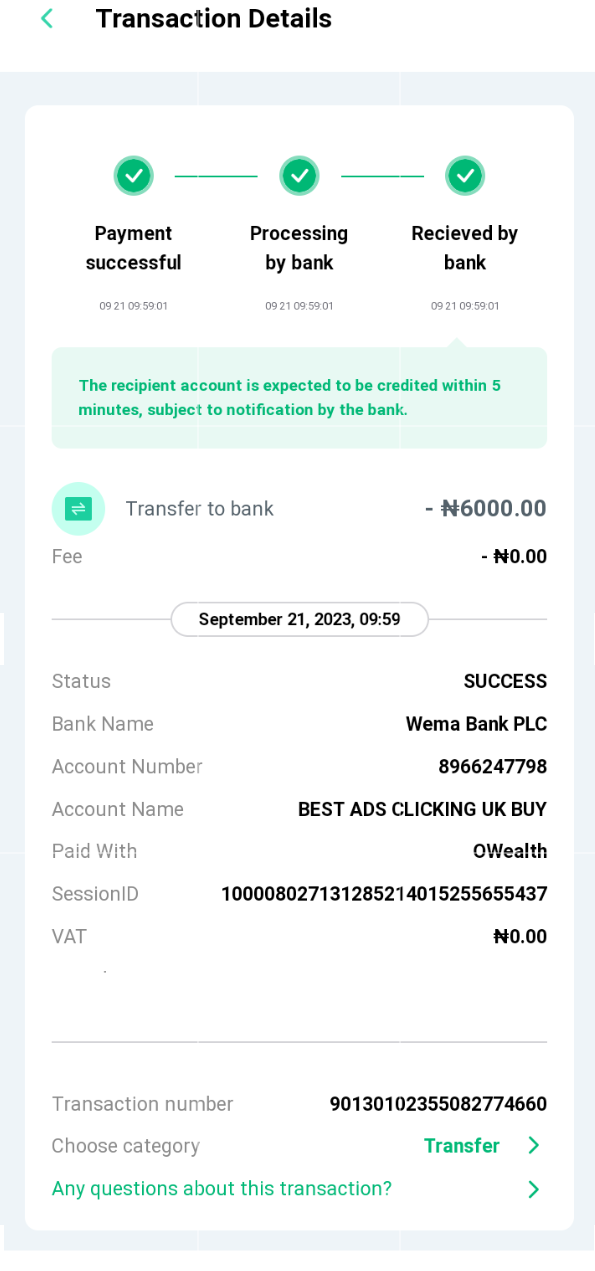 Transaction Details
Payment successful
Processing by bank
Recieved by bank
09 21 09:59:01
09 21 09:59:01
09 21 09:59:01
The recipient account is expected to be credited within 5
minutes, subject to notification by the bank.
Transfer to bank - ₦6000.00
Fee - ₦0.00
September 21, 2023, 09:59
Status SUCCESS
Bank Name Wema Bank PLC
Account Number 8966247798
Account Name BEST ADS CLICKING UK BUY
Paid With OWealth
SessionID 100008027131285214015255655437
VAT ₦0.00
Transaction number 90130102355082774660
Choose category Transfer
Any questions about this transaction?